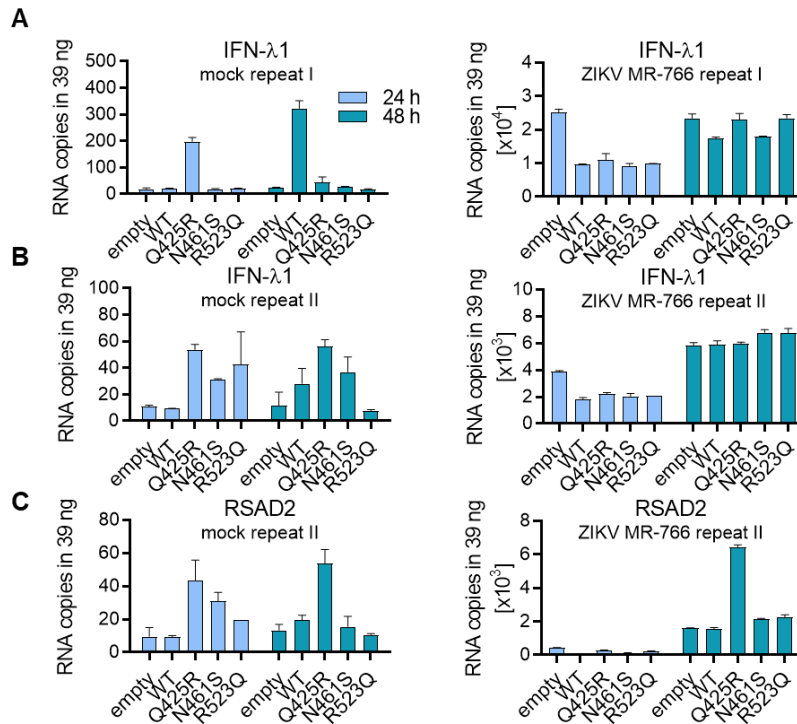 A
IFN-λ1
mock repeat I
RNA copies in 39 ng
500
400
300
200
100
0
24 h
48 h
empty
WT
Q425R
N461S
R523Q
empty
WT
Q425R
N461S
R523Q
IFN-λ1
ZIKV MR-766 repeat I
RNA copies in 39 ng
[x10⁴]
4
3
2
1
0
empty
WT
Q425R
N461S
R523Q
empty
WT
Q425R
N461S
R523Q
B
IFN-λ1
mock repeat II
RNA copies in 39 ng
100
80
60
40
20
0
empty
WT
Q425R
N461S
R523Q
empty
WT
Q425R
N461S
R523Q
IFN-λ1
ZIKV MR-766 repeat II
RNA copies in 39 ng
[x10³]
10
8
6
4
2
0
empty
WT
Q425R
N461S
R523Q
empty
WT
Q425R
N461S
R523Q
C
RSAD2
mock repeat II
RNA copies in 39 ng
80
60
40
20
0
empty
WT
Q425R
N461S
R523Q
empty
WT
Q425R
N461S
R523Q
RSAD2
ZIKV MR-766 repeat II
RNA copies in 39 ng
[x10³]
8
6
4
2
0
empty
WT
Q425R
N461S
R523Q
empty
WT
Q425R
N461S
R523Q